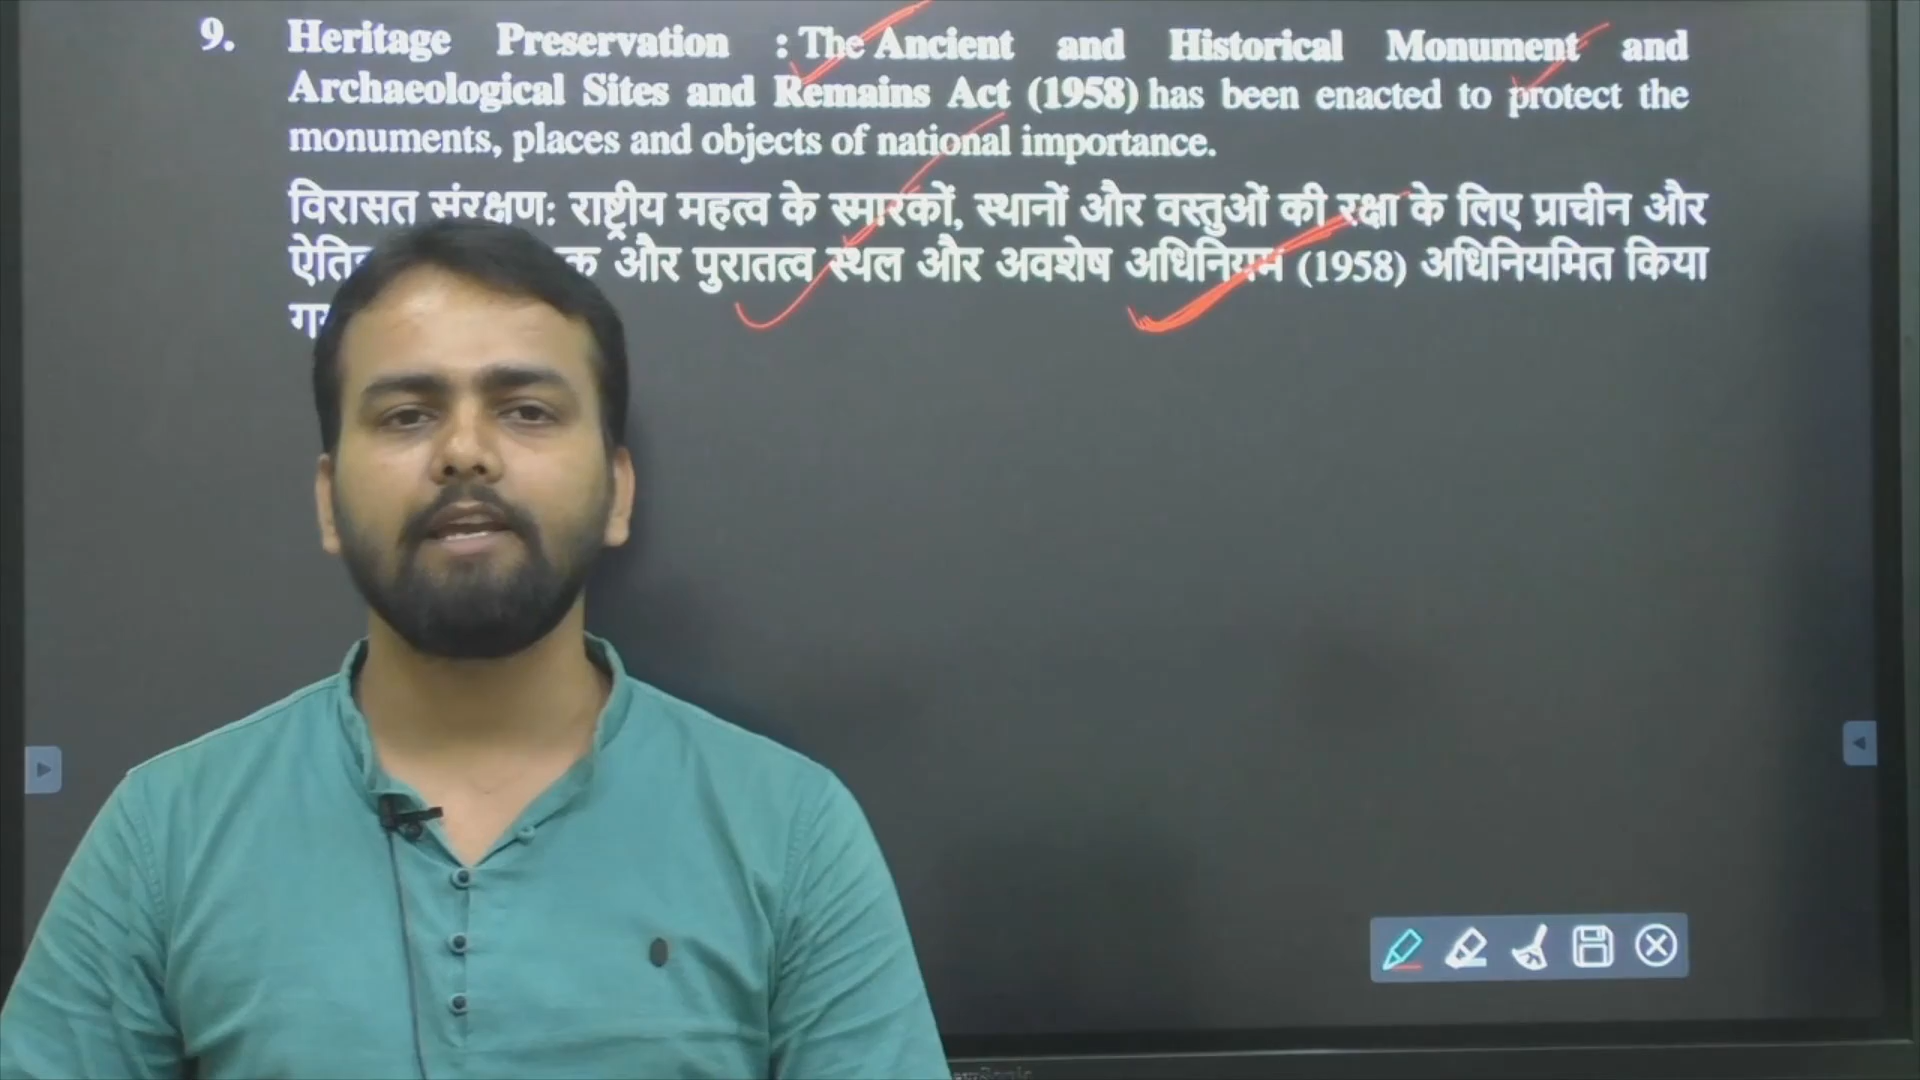 9. Heritage Preservation : The Ancient and Historical Monument and
Archaeological Sites and Remains Act (1958) has been enacted to protect the
monuments, places and objects of national importance.
विरासत संरक्षण: राष्ट्रीय महत्व के स्मारकों, स्थानों और वस्तुओं की रक्षा के लिए प्राचीन और
और पुरातत्व स्थल और अवशेष अधिनियम (1958) अधिनियमित किया